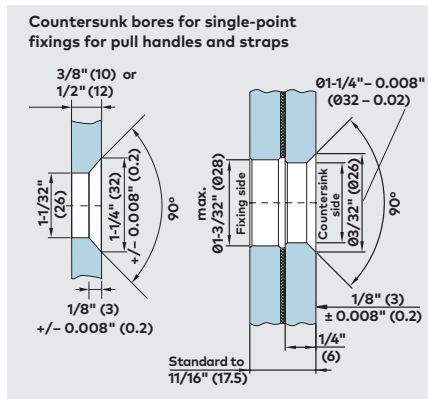 Countersunk bores for single-point
fixings for pull handles and straps
3/8" (10) or
1/2" (12)
1-1/32"
(26)
1-1/4" (32)
+/- 0.008" (0.2)
90°
1/8" (3)
+/– 0.008" (0.2)
Ø1-1/4"– 0.008"
(Ø32 – 0.02)
max.
Ø1-3/32" (Ø28)
Fixing side
Countersink
side
Ø3/32" (Ø26)
90°
1/8" (3)
± 0.008" (0.2)
1/4"
(6)
Standard to
11/16" (17.5)